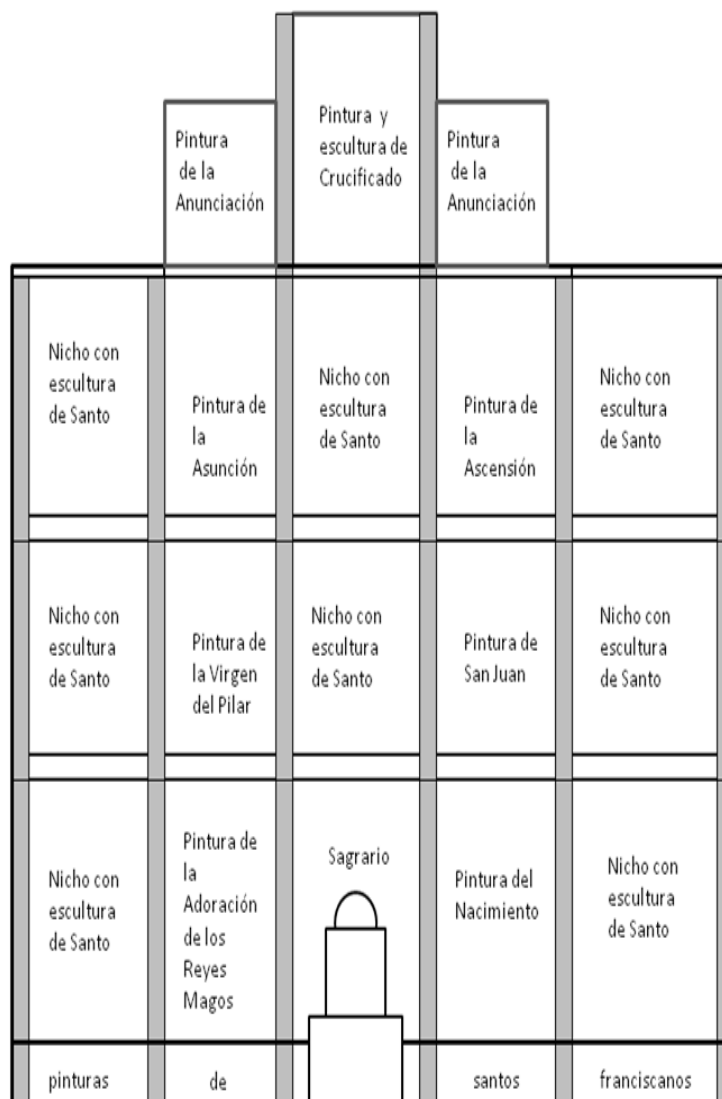 Pintura
de la
Anunciación
Pintura y
escultura de
Crucificado
Pintura
de la
Anunciación
Nicho con
escultura
de Santo
Pintura de
la
Asunción
Nicho con
escultura
de Santo
Pintura de
la
Ascensión
Nicho con
escultura
de Santo
Nicho con
escultura
de Santo
Pintura de
la Virgen
del Pilar
Nicho con
escultura
de Santo
Pintura de
San Juan
Nicho con
escultura
de Santo
Nicho con
escultura
de Santo
Pintura de
la
Adoración
de los
Reyes
Magos
Sagrario
Pintura del
Nacimiento
Nicho con
escultura
de Santo
pinturas de santos franciscanos